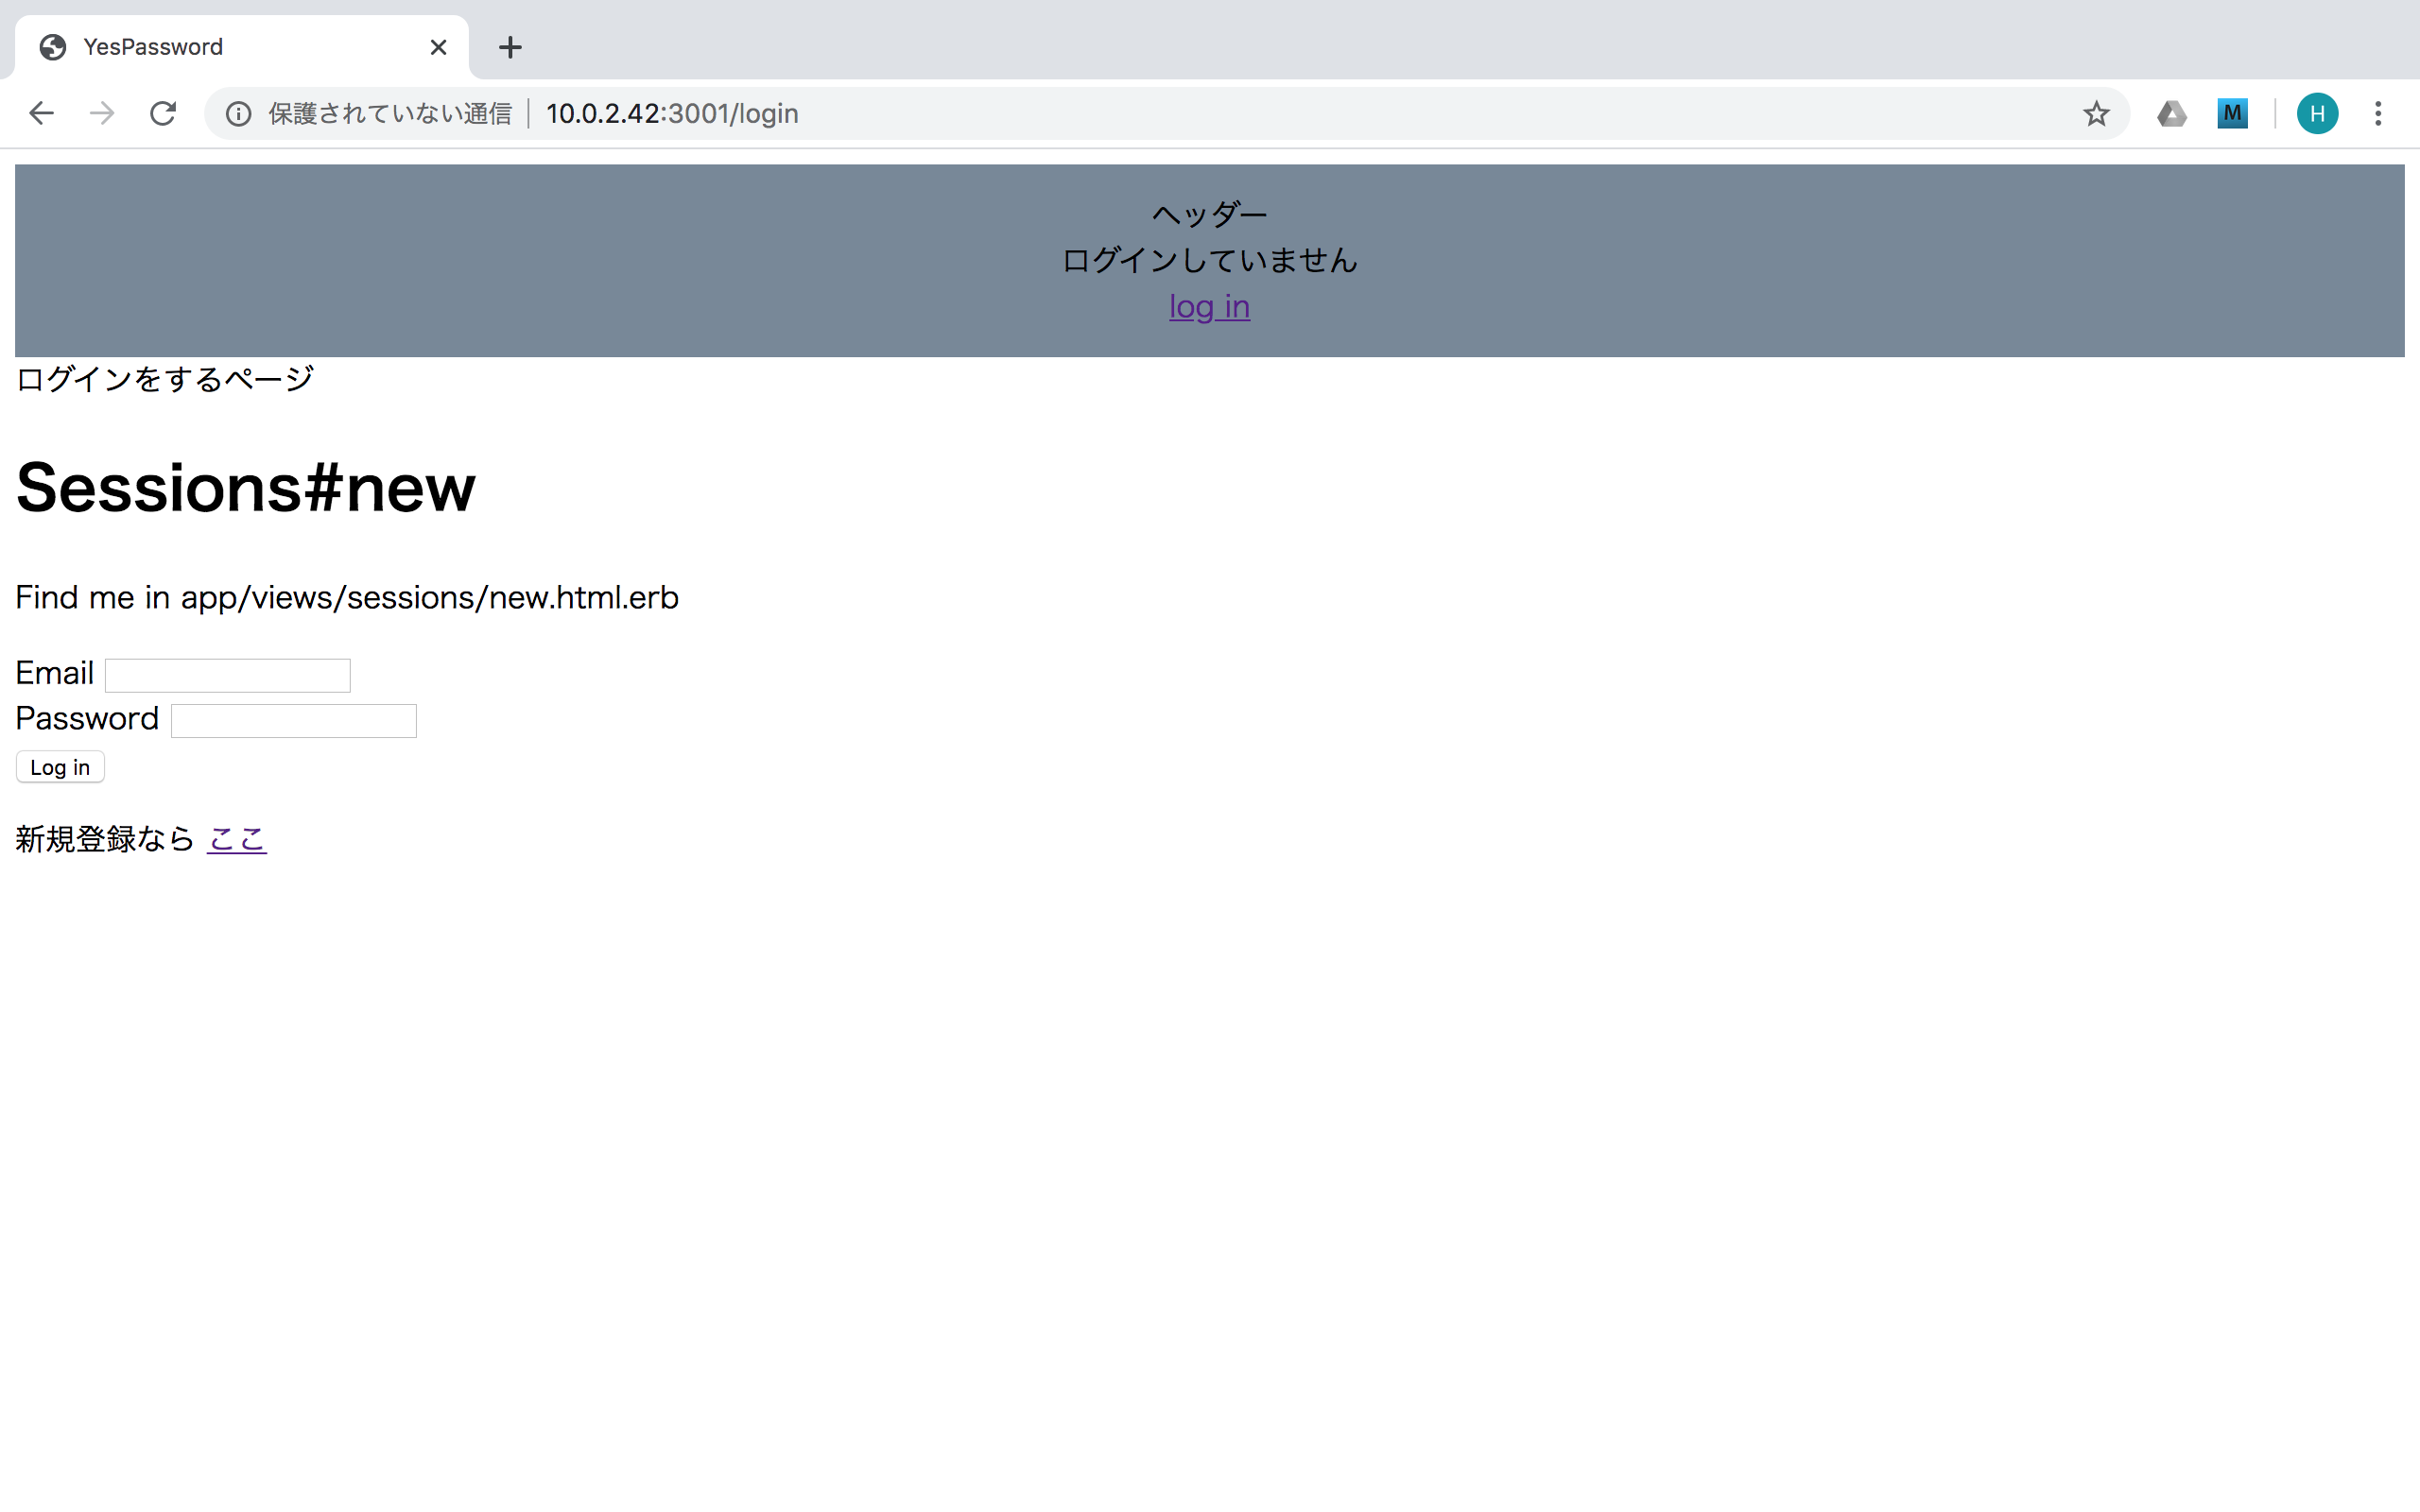 YesPassword
保護されていない通信 10.0.2.42:3001/login
M
H
ヘッダー
ログインしていません
log in
ログインをするページ
Sessions#new
Find me in app/views/sessions/new.html.erb
Email
Password
Log in
新規登録なら ここ